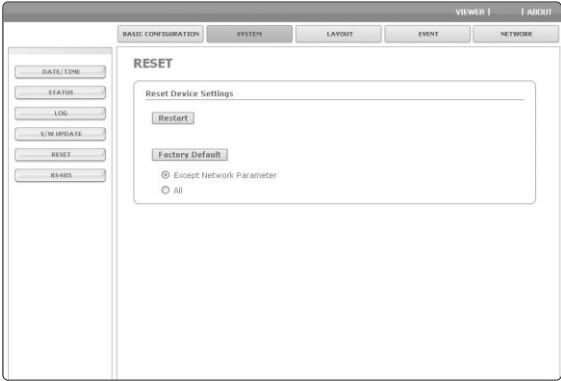 VIEWER | | ABOUT
BASIC CONFIGURATION SYSTEM LAYOUT EVENT NETWORK
DATE/TIME
STATUS
LOG
S/W UPDATE
RESET
RS485
RESET
Reset Device Settings
Restart
Factory Default
Except Network Parameter
All